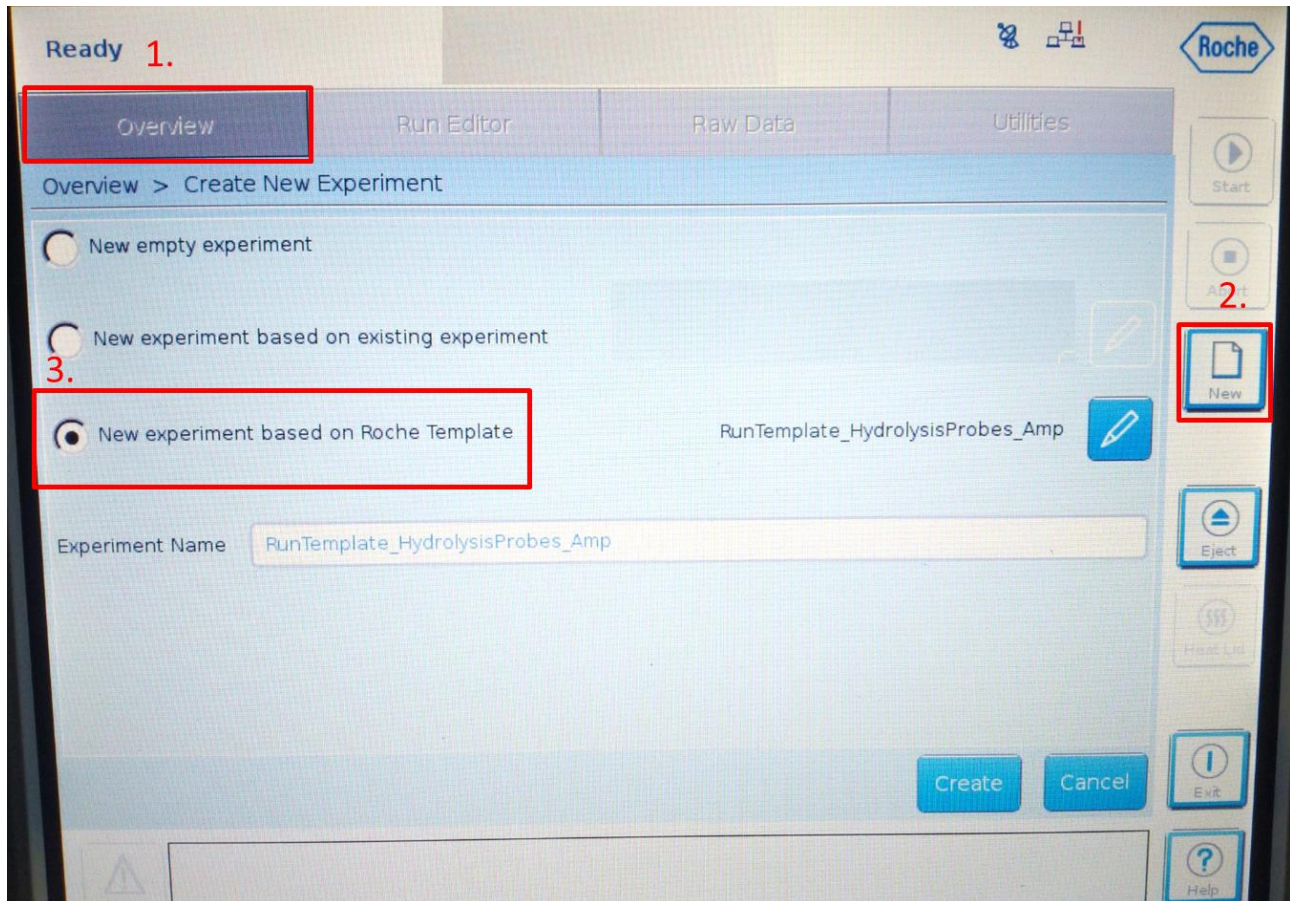 Ready
1.
Roche
Overview
Run Editor
Raw Data
Utilities
Start
Overview > Create New Experiment
New empty experiment
Abort
2.
New experiment based on existing experiment
New
3.
New experiment based on Roche Template
RunTemplate_HydrolysisProbes_Amp
Experiment Name
RunTemplate_HydrolysisProbes_Amp
Eject
Heat Lid
Create
Cancel
Exit
Help